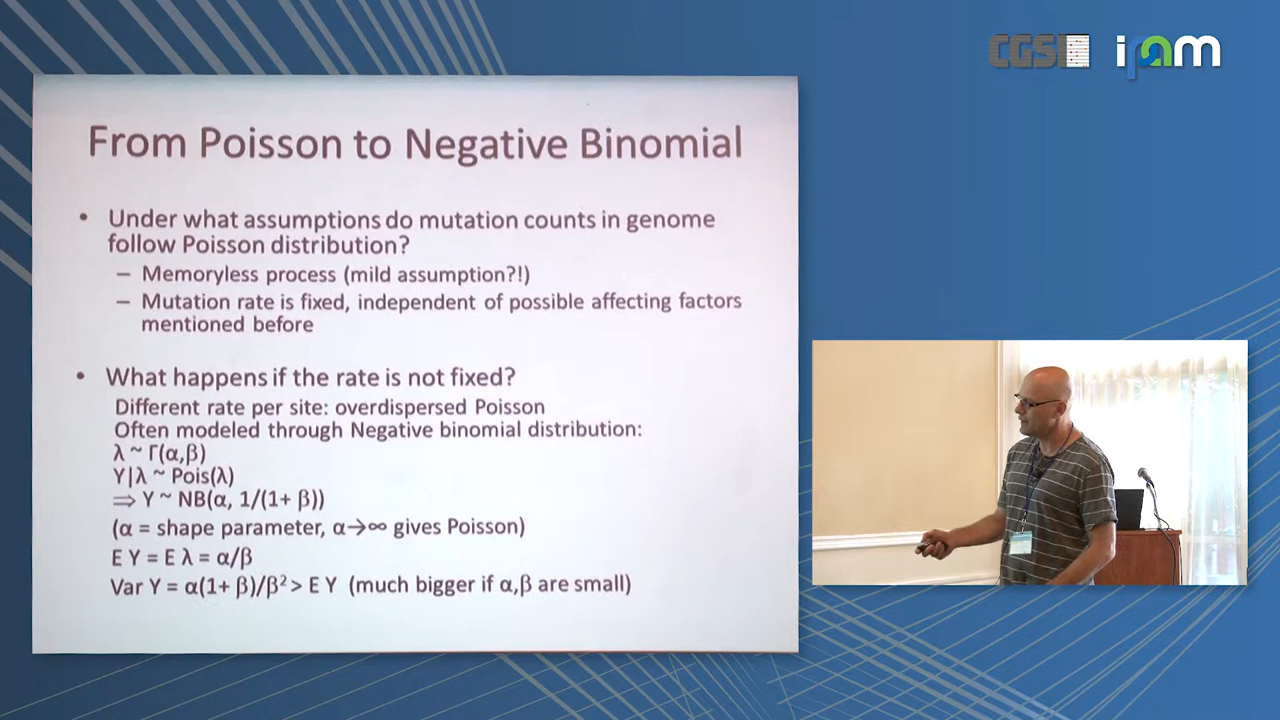 CGSI
ipam
From Poisson to Negative Binomial
• Under what assumptions do mutation counts in genome
follow Poisson distribution?
– Memoryless process (mild assumption?!)
– Mutation rate is fixed, independent of possible affecting factors
mentioned before
• What happens if the rate is not fixed?
Different rate per site: overdispersed Poisson
Often modeled through Negative binomial distribution:
λ ~ Γ(α,β)
Y|λ ~ Pois(λ)
⇒ Y ~ NB(α, 1/(1+ β))
(α = shape parameter, α→∞ gives Poisson)
E Y = E λ = α/β
Var Y = α(1+ β)/β² > E Y (much bigger if α,β are small)